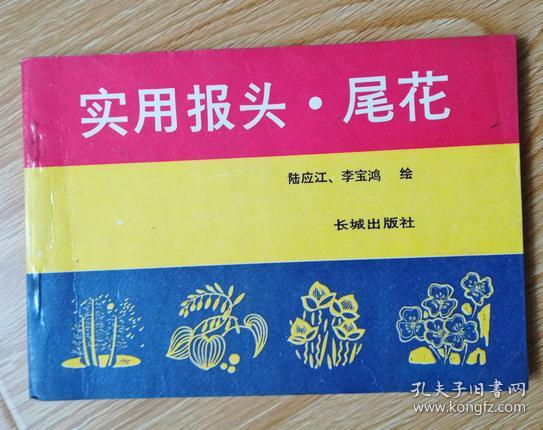 实用报头·尾花
陆应江、李宝鸿 绘
长城出版社
孔夫子旧书网
www.kongfz.com